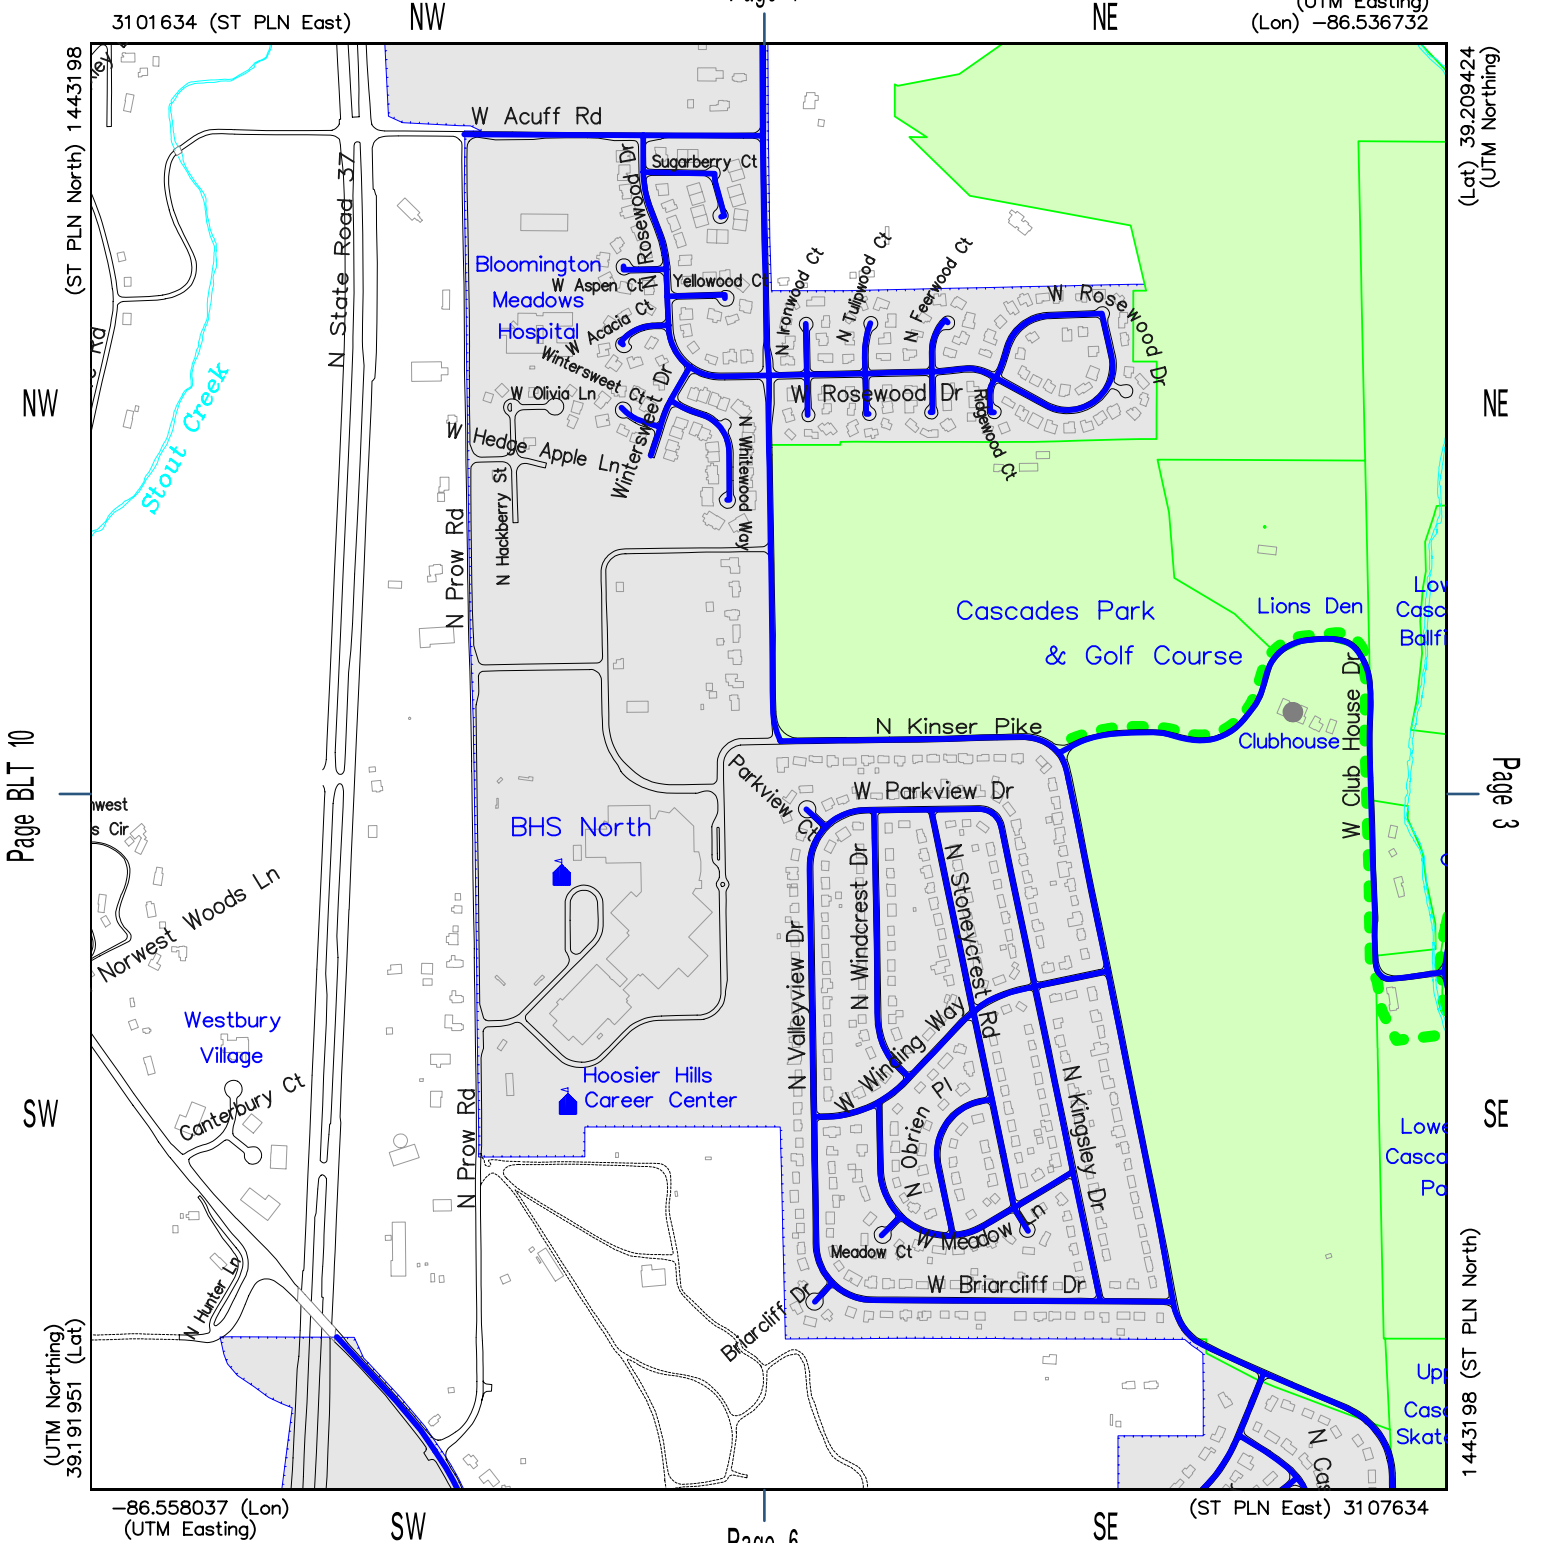 NW
NE
3101634 (ST PLN East)
(Lon) -86.536732
(ST PLN North) 1443198
(Lat) 39.209424
(UTM Northing)
W Acuff Rd
N State Road 37
N Rosewood Dr
Sugarberry Ct
Bloomington
Meadows
Hospital
W Aspen Ct
Yellowood Ct
W Acacia Ct
Wintersweet Ct
W Olivia Ln
Wintersweet Dr
W Hedge Apple Ln
N Hackberry St
N Whitewood Way
N Ironwood Ct
N Tulipwood Ct
N Feerwood Ct
W Rosewood Dr
W Rosewood Dr
Ridgewood Ct
Stout Creek
NW
NE
N Prow Rd
Cascades Park
& Golf Course
Lions Den
Clubhouse
W Club House Dr
N Kinser Pike
Page BLT 10
Page 3
Parkview Ct
W Parkview Dr
BHS North
N Windcrest Dr
N Stoneycrest Rd
N Valleyview Dr
W Winding Way
Norwest Woods Ln
Westbury
Village
Canterbury Ct
Hoosier Hills
Career Center
N Obrien Pl
N Kingsley Dr
N Prow Rd
SW
SE
Meadow Ct
W Meadow Ln
W Briarcliff Dr
Briarcliff Dr
N Hunter Ln
(UTM Northing)
39.191951 (Lat)
1443198 (ST PLN North)
-86.558037 (Lon)
(UTM Easting)
(ST PLN East) 3107634
SW
SE